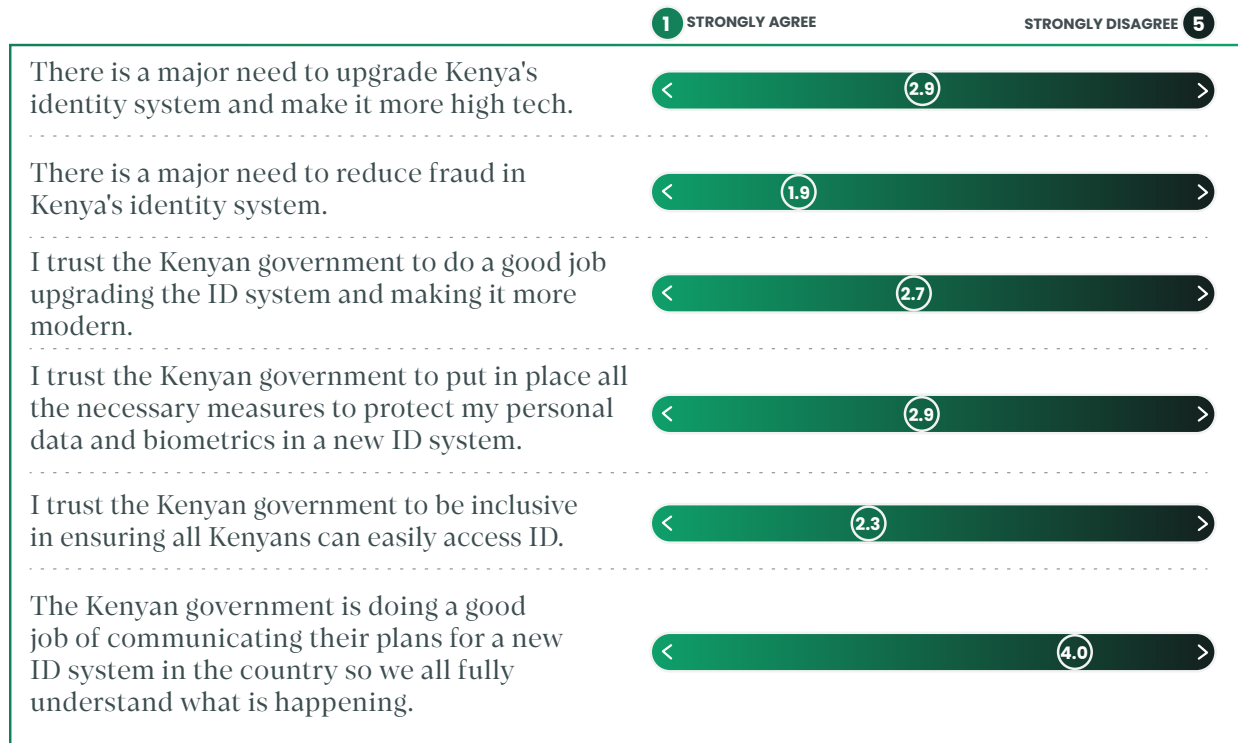 1 STRONGLY AGREE STRONGLY DISAGREE 5
There is a major need to upgrade Kenya's
identity system and make it more high tech.
2.9
There is a major need to reduce fraud in
Kenya's identity system.
1.9
I trust the Kenyan government to do a good job
upgrading the ID system and making it more
modern.
2.7
I trust the Kenyan government to put in place all
the necessary measures to protect my personal
data and biometrics in a new ID system.
2.9
I trust the Kenyan government to be inclusive
in ensuring all Kenyans can easily access ID.
2.3
The Kenyan government is doing a good
job of communicating their plans for a new
ID system in the country so we all fully
understand what is happening.
4.0